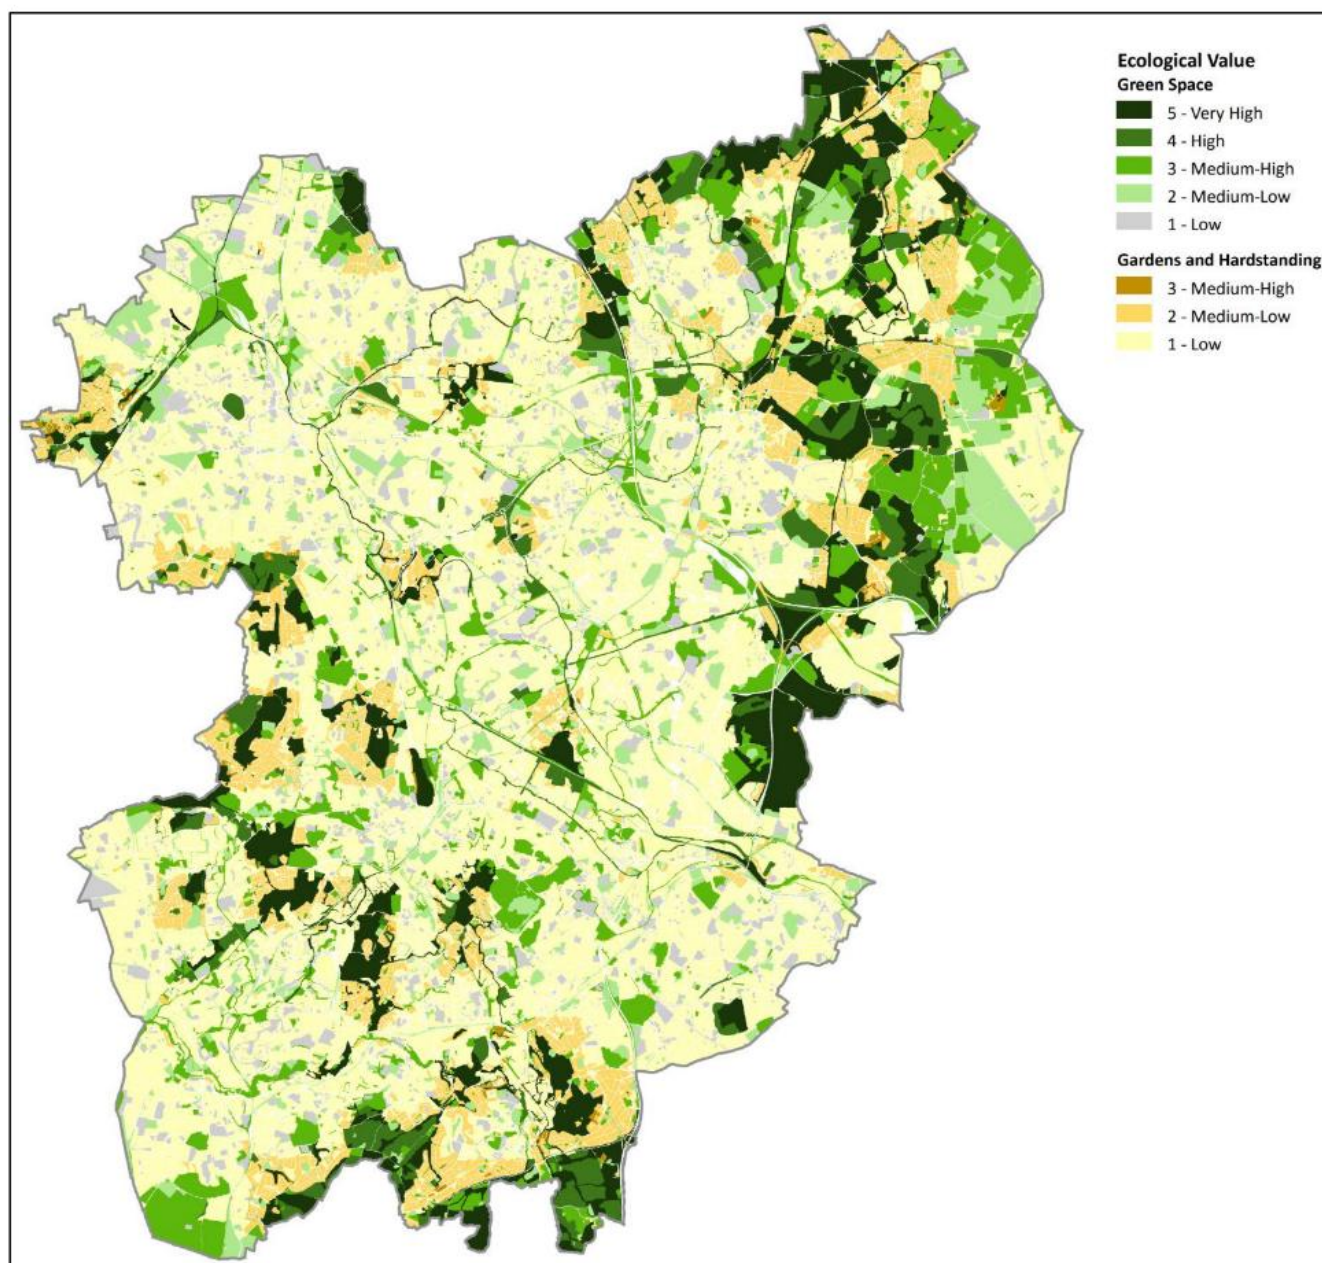 Ecological Value
Green Space
5 - Very High
4 - High
3 - Medium-High
2 - Medium-Low
1 - Low
Gardens and Hardstanding
3 - Medium-High
2 - Medium-Low
1 - Low